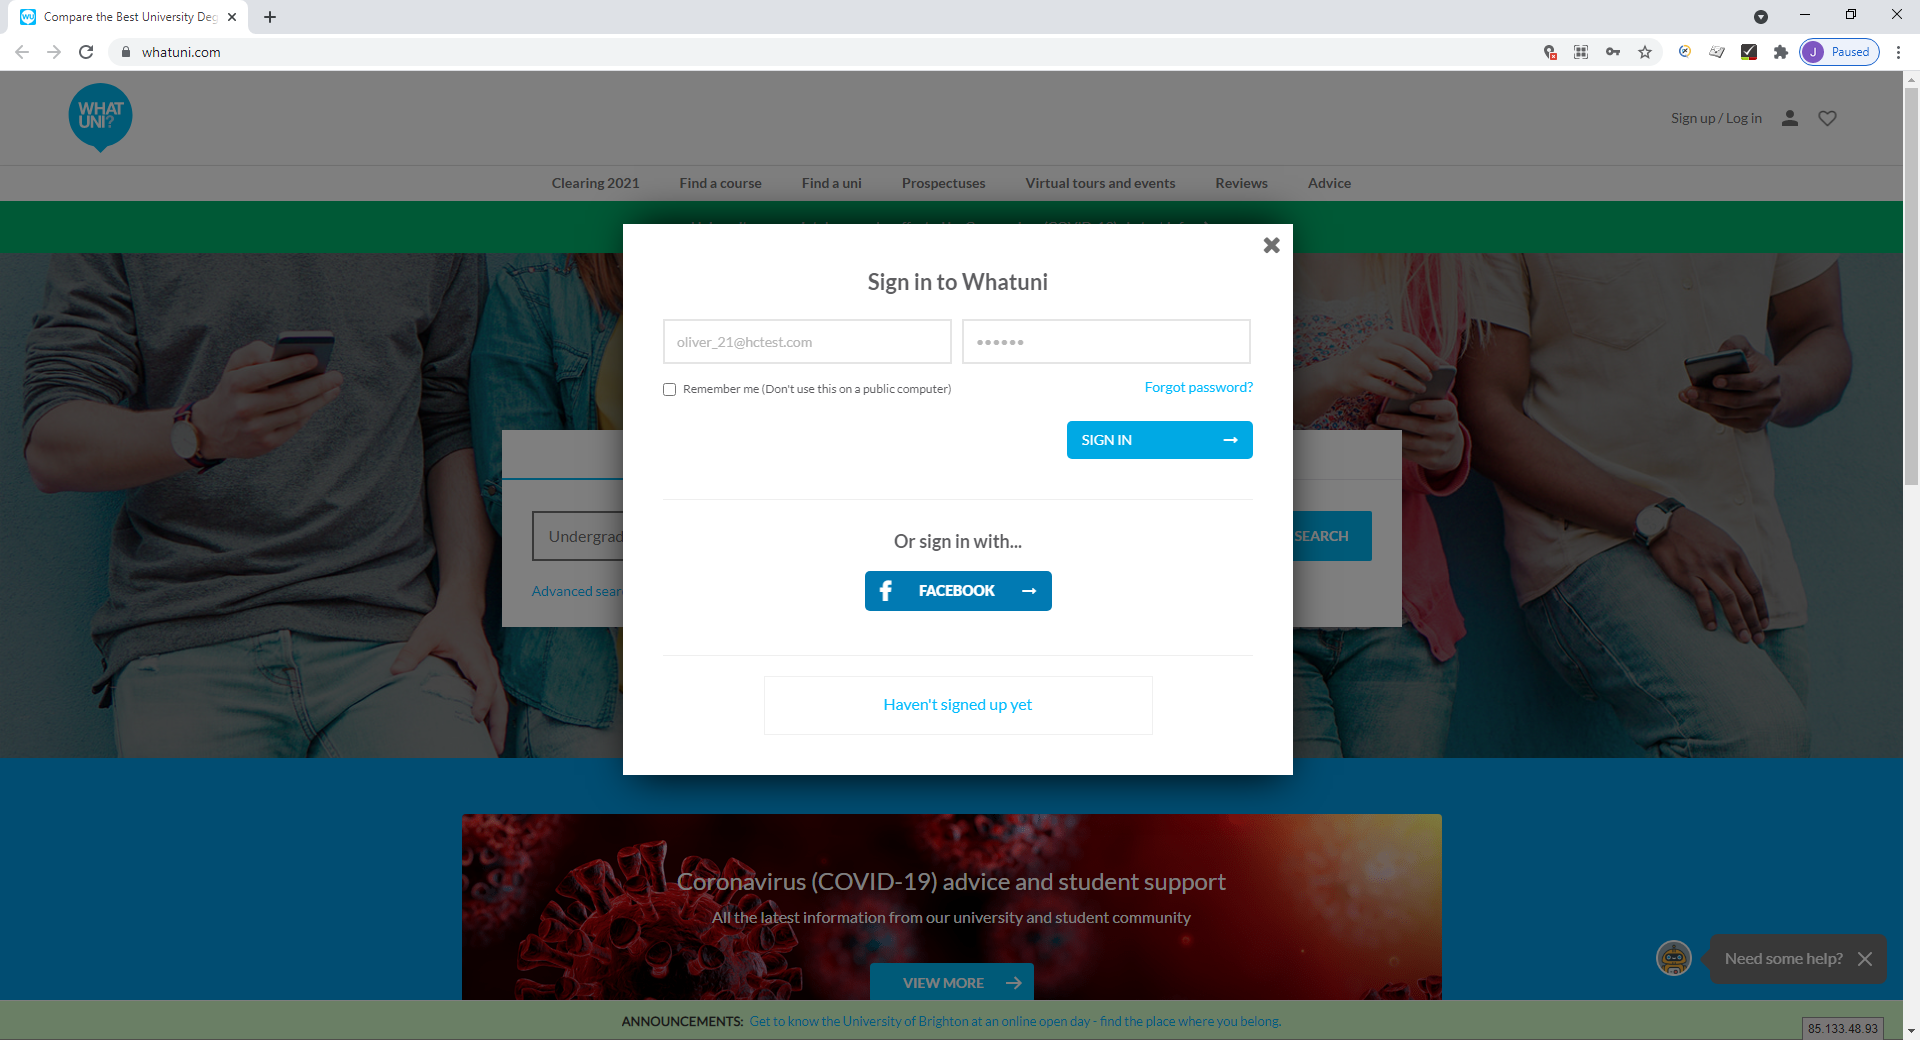 Compare the Best University Deg
whatuni.com
J Paused
WHAT
UNI?
Sign up / Log in
Clearing 2021 Find a course Find a uni Prospectuses Virtual tours and events Reviews Advice
Sign in to Whatuni
oliver_21@hctest.com ••••••
Remember me (Don't use this on a public computer) Forgot password?
SIGN IN
Undergrad SEARCH
Or sign in with...
FACEBOOK
Advanced sear
Haven't signed up yet
Coronavirus (COVID-19) advice and student support
All the latest information from our university and student community
Need some help?
VIEW MORE
ANNOUNCEMENTS: Get to know the University of Brighton at an online open day - find the place where you belong.
85.133.48.93